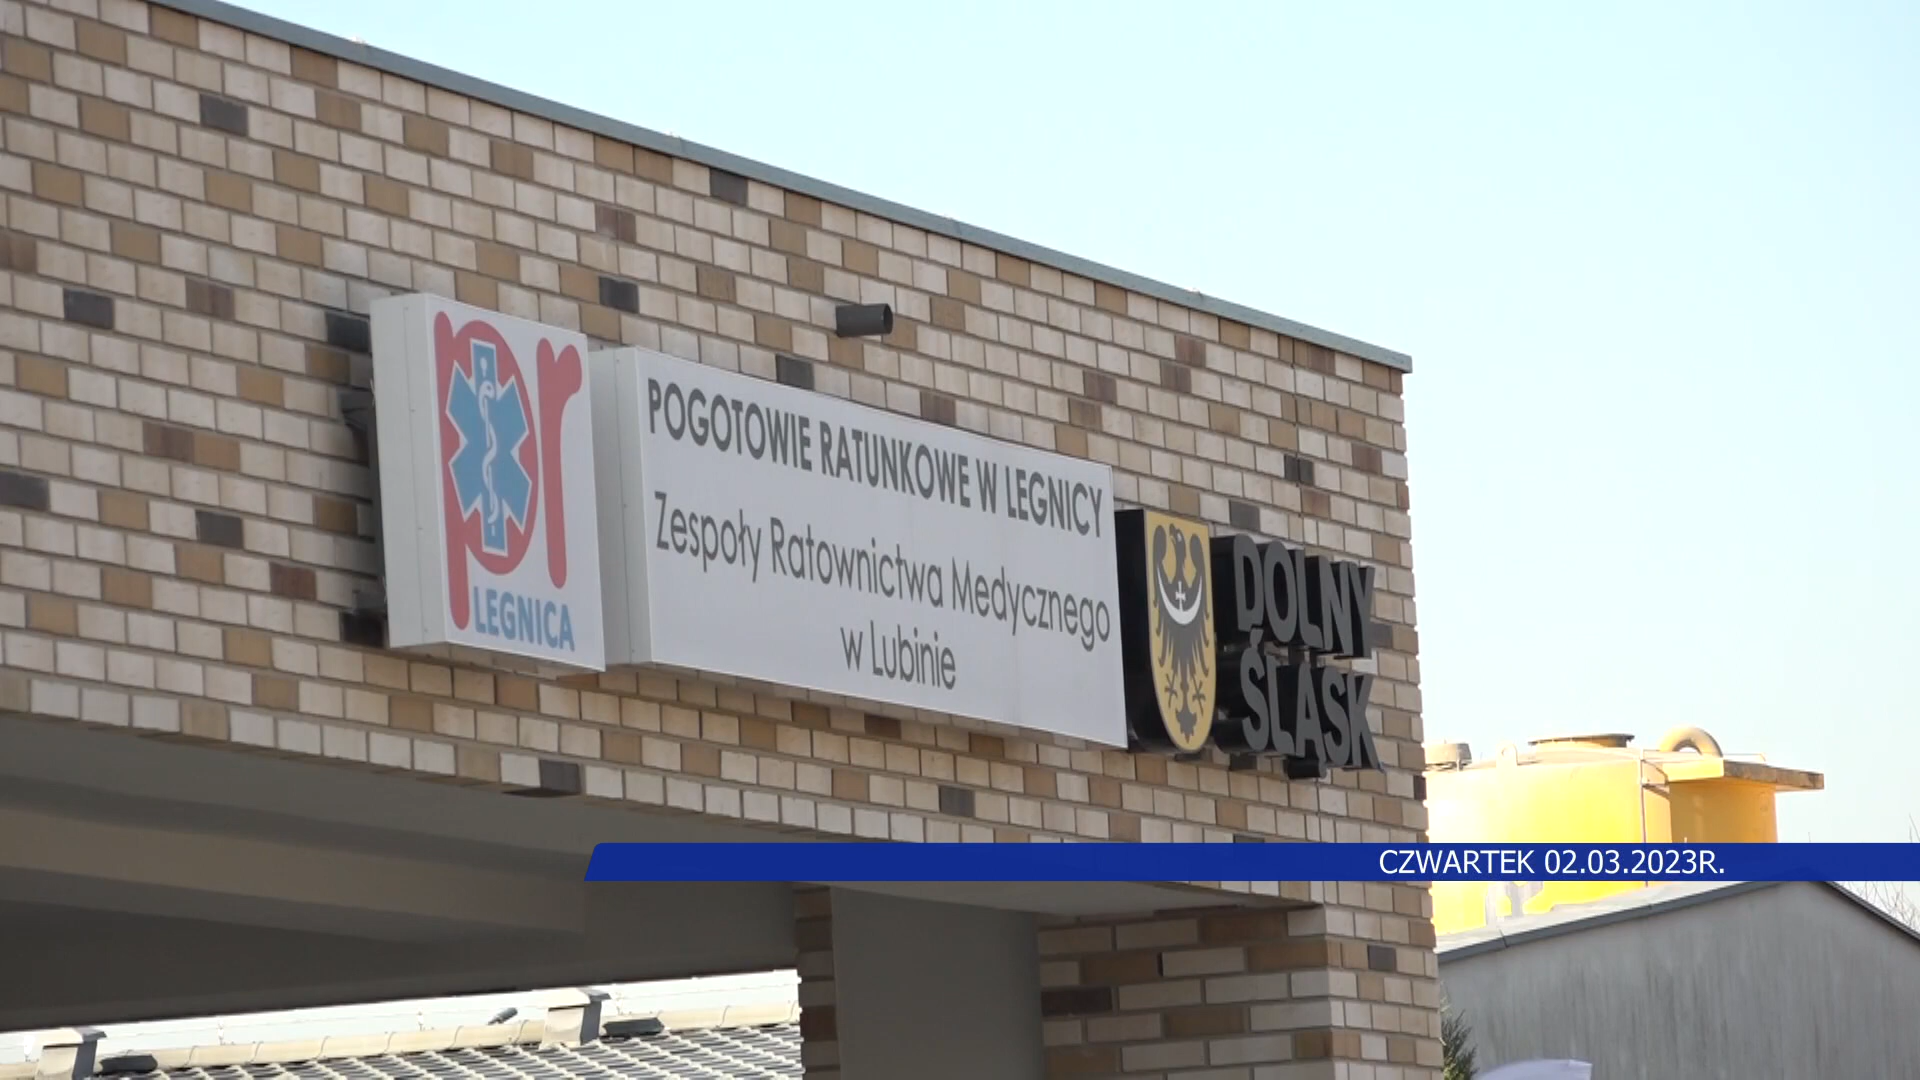 pr
LEGNICA
POGOTOWIE RATUNKOWE W LEGNICY
Zespoły Ratownictwa Medycznego
w Lubinie
DOLNY
ŚLĄSK
CZWARTEK 02.03.2023R.